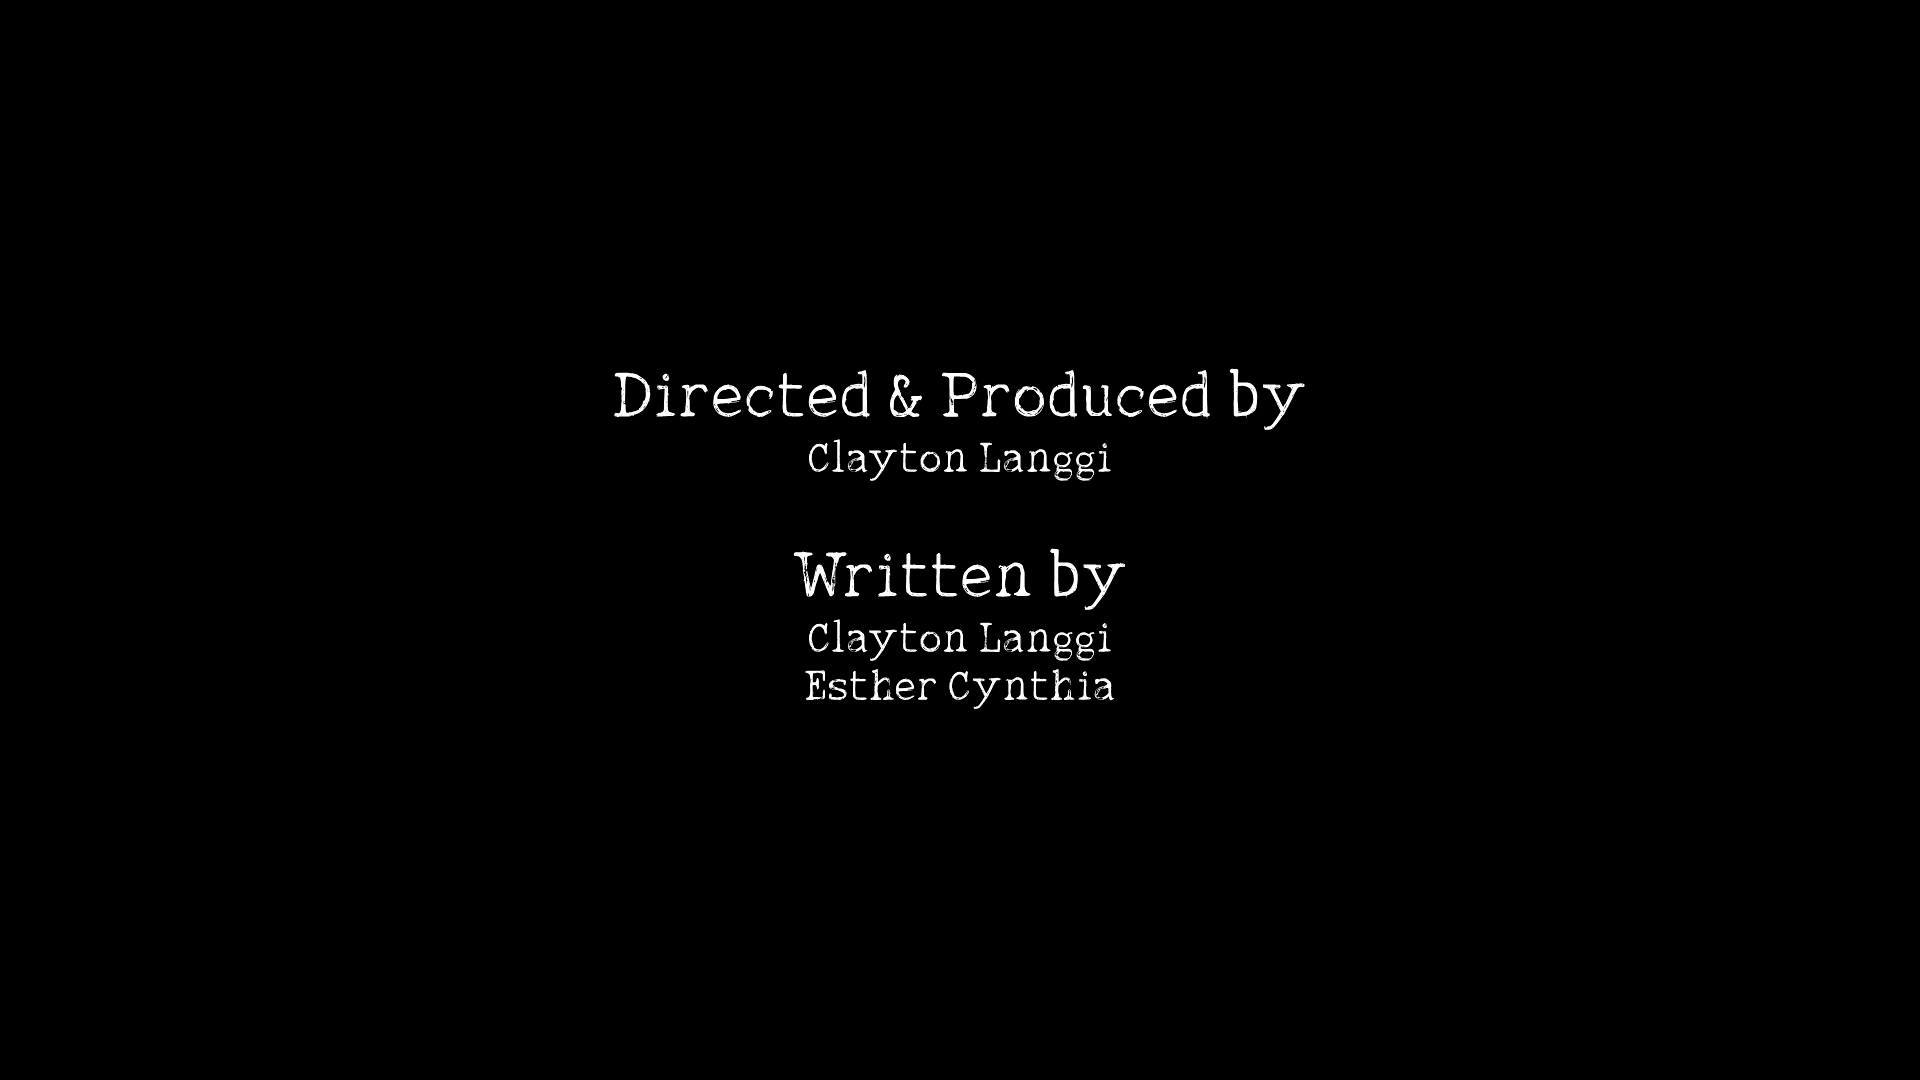 Directed & Produced by
Clayton Langgi
Written by
Clayton Langgi
Esther Cynthia